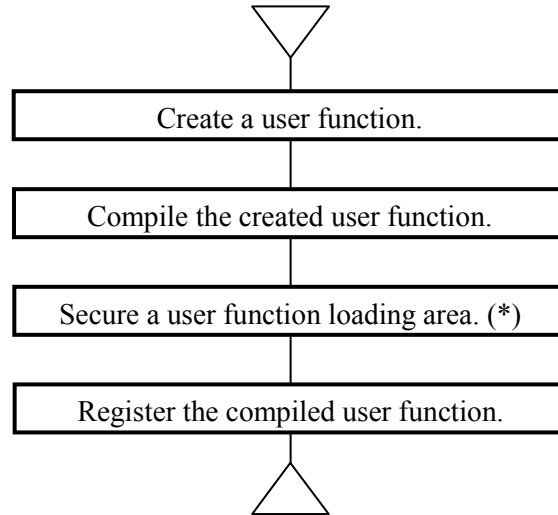 Create a user function.
Compile the created user function.
Secure a user function loading area. (*)
Register the compiled user function.